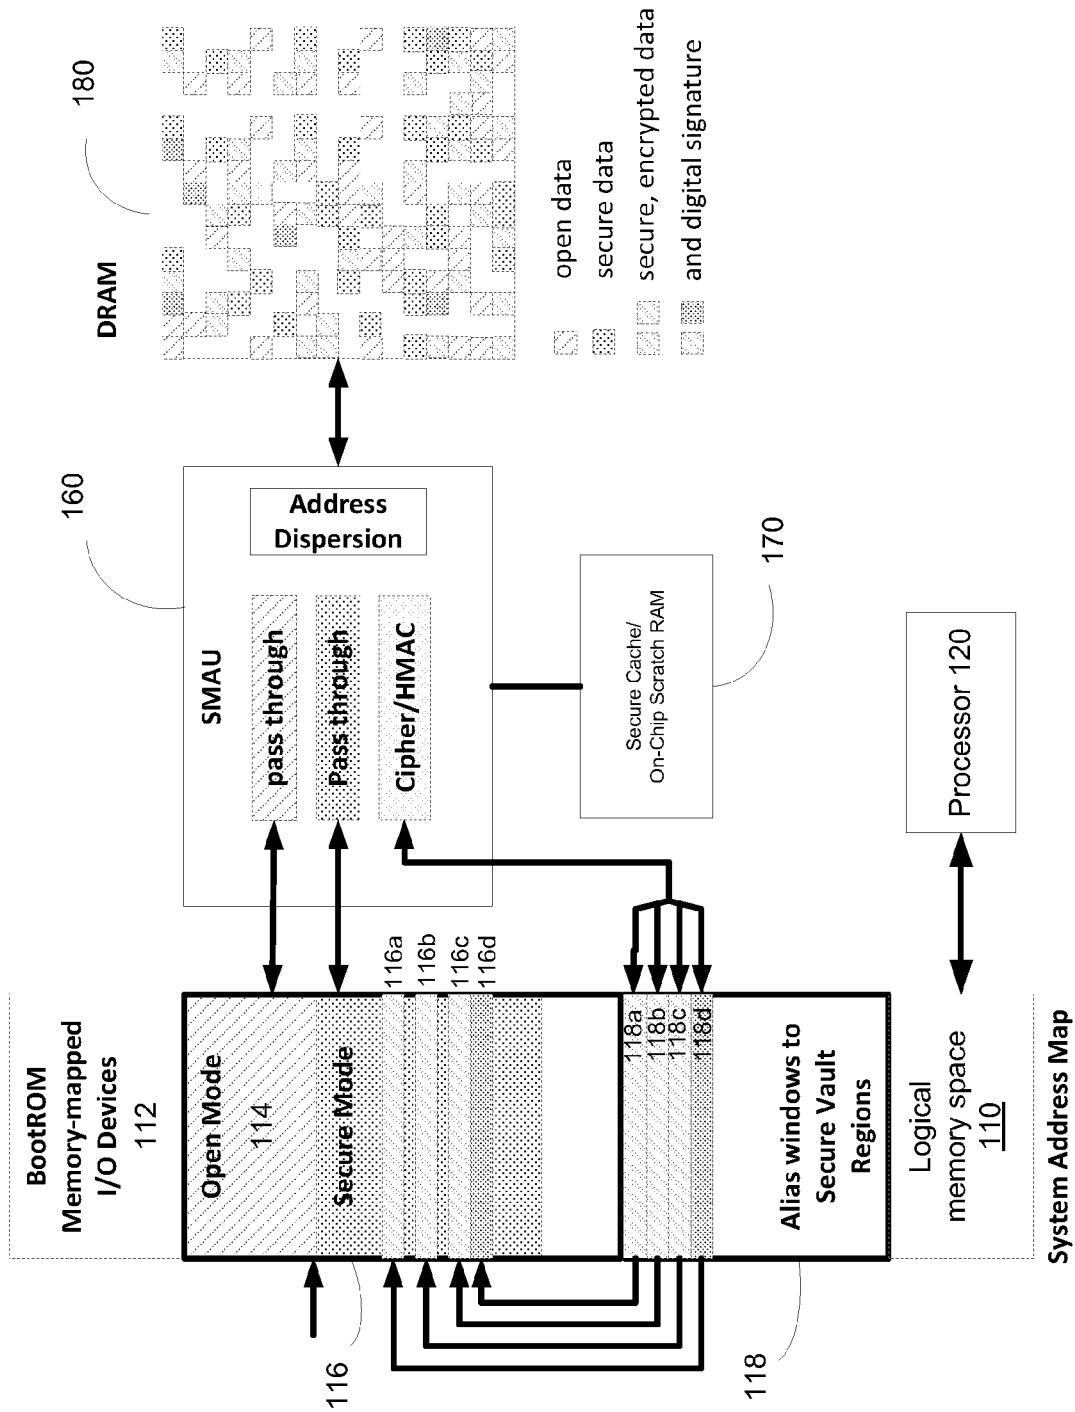 BootROM
Memory-mapped
I/O Devices
112
Open Mode
114
Secure Mode
116
116a
116b
116c
116d
118a
118b
118c
118d
Alias windows to
Secure Vault
Regions
118
Logical
memory space
110
System Address Map
160
SMAU
pass through
Pass through
Cipher/HMAC
Address
Dispersion
Secure Cache/
On-Chip Scratch RAM
170
Processor 120
180
DRAM
open data
secure data
secure, encrypted data
and digital signature